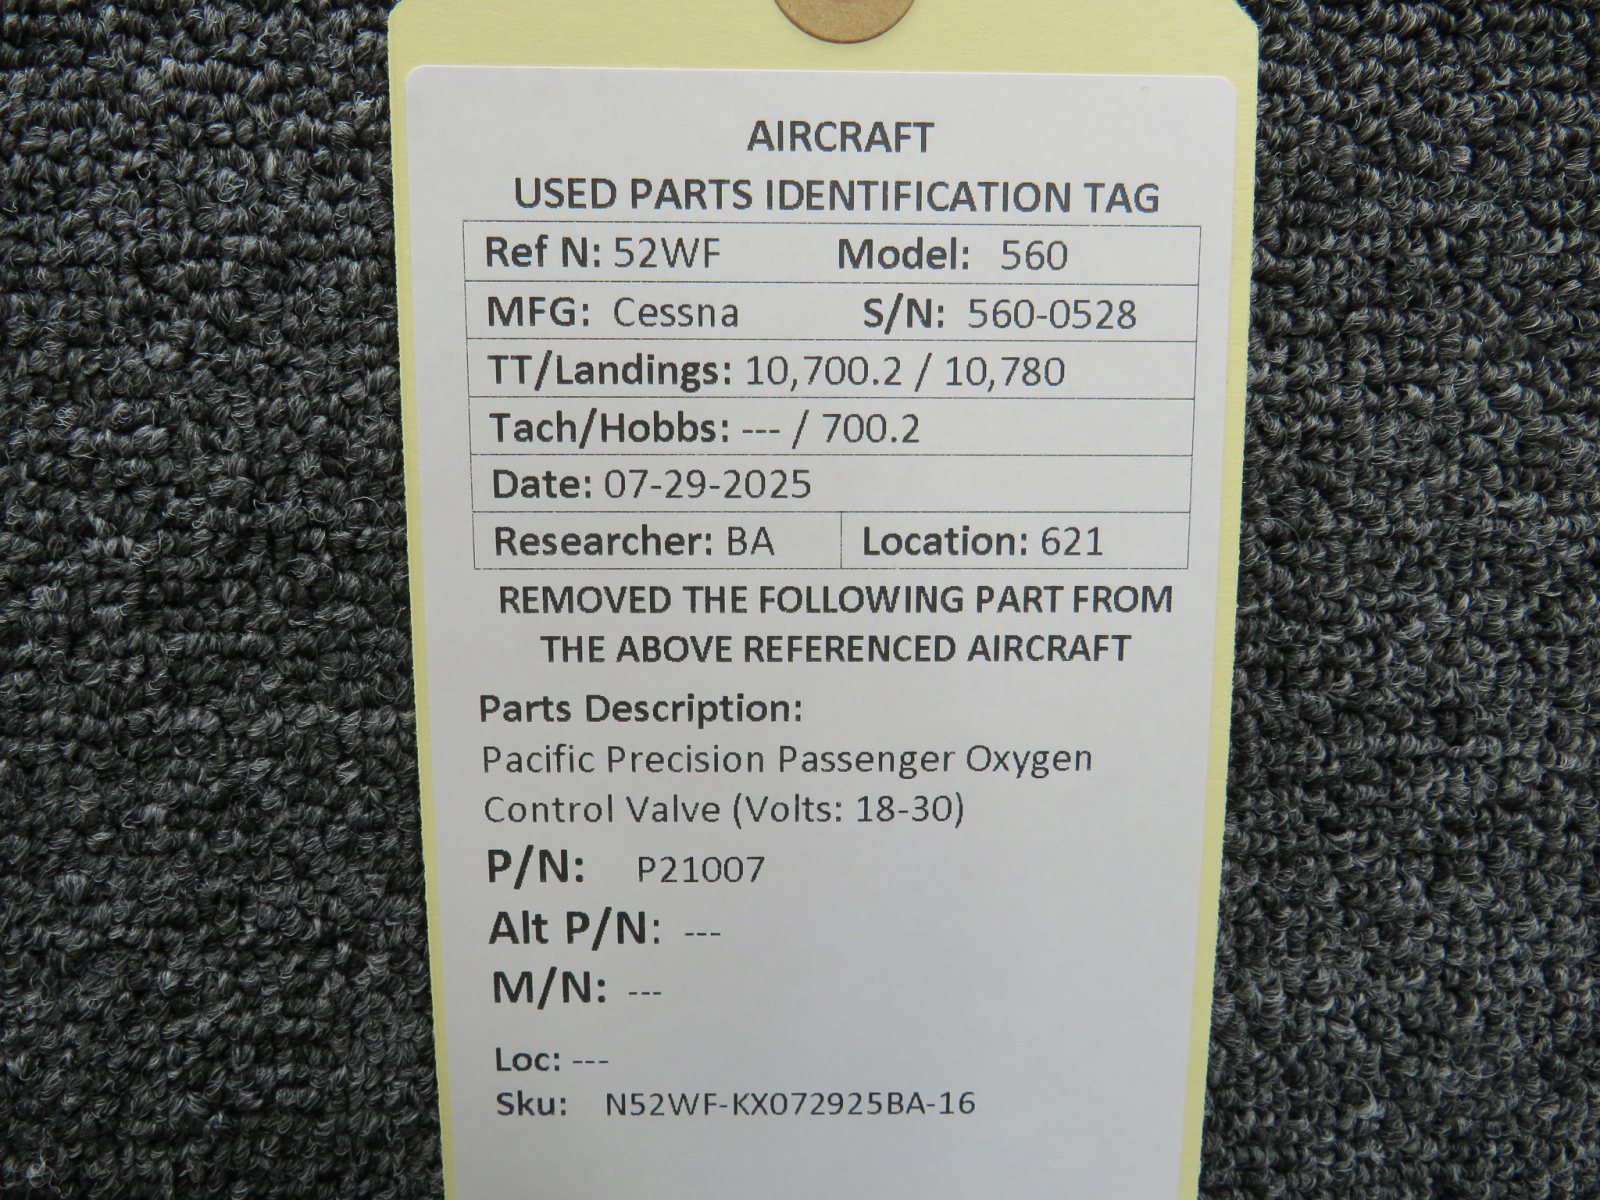 AIRCRAFT
USED PARTS IDENTIFICATION TAG
Ref N: 52WF Model: 560
MFG: Cessna S/N: 560-0528
TT/Landings: 10,700.2 / 10,780
Tach/Hobbs: --- / 700.2
Date: 07-29-2025
Researcher: BA Location: 621
REMOVED THE FOLLOWING PART FROM
THE ABOVE REFERENCED AIRCRAFT
Parts Description:
Pacific Precision Passenger Oxygen
Control Valve (Volts: 18-30)
P/N: P21007
Alt P/N: ---
M/N: ---
Loc: ---
Sku: N52WF-KX072925BA-16